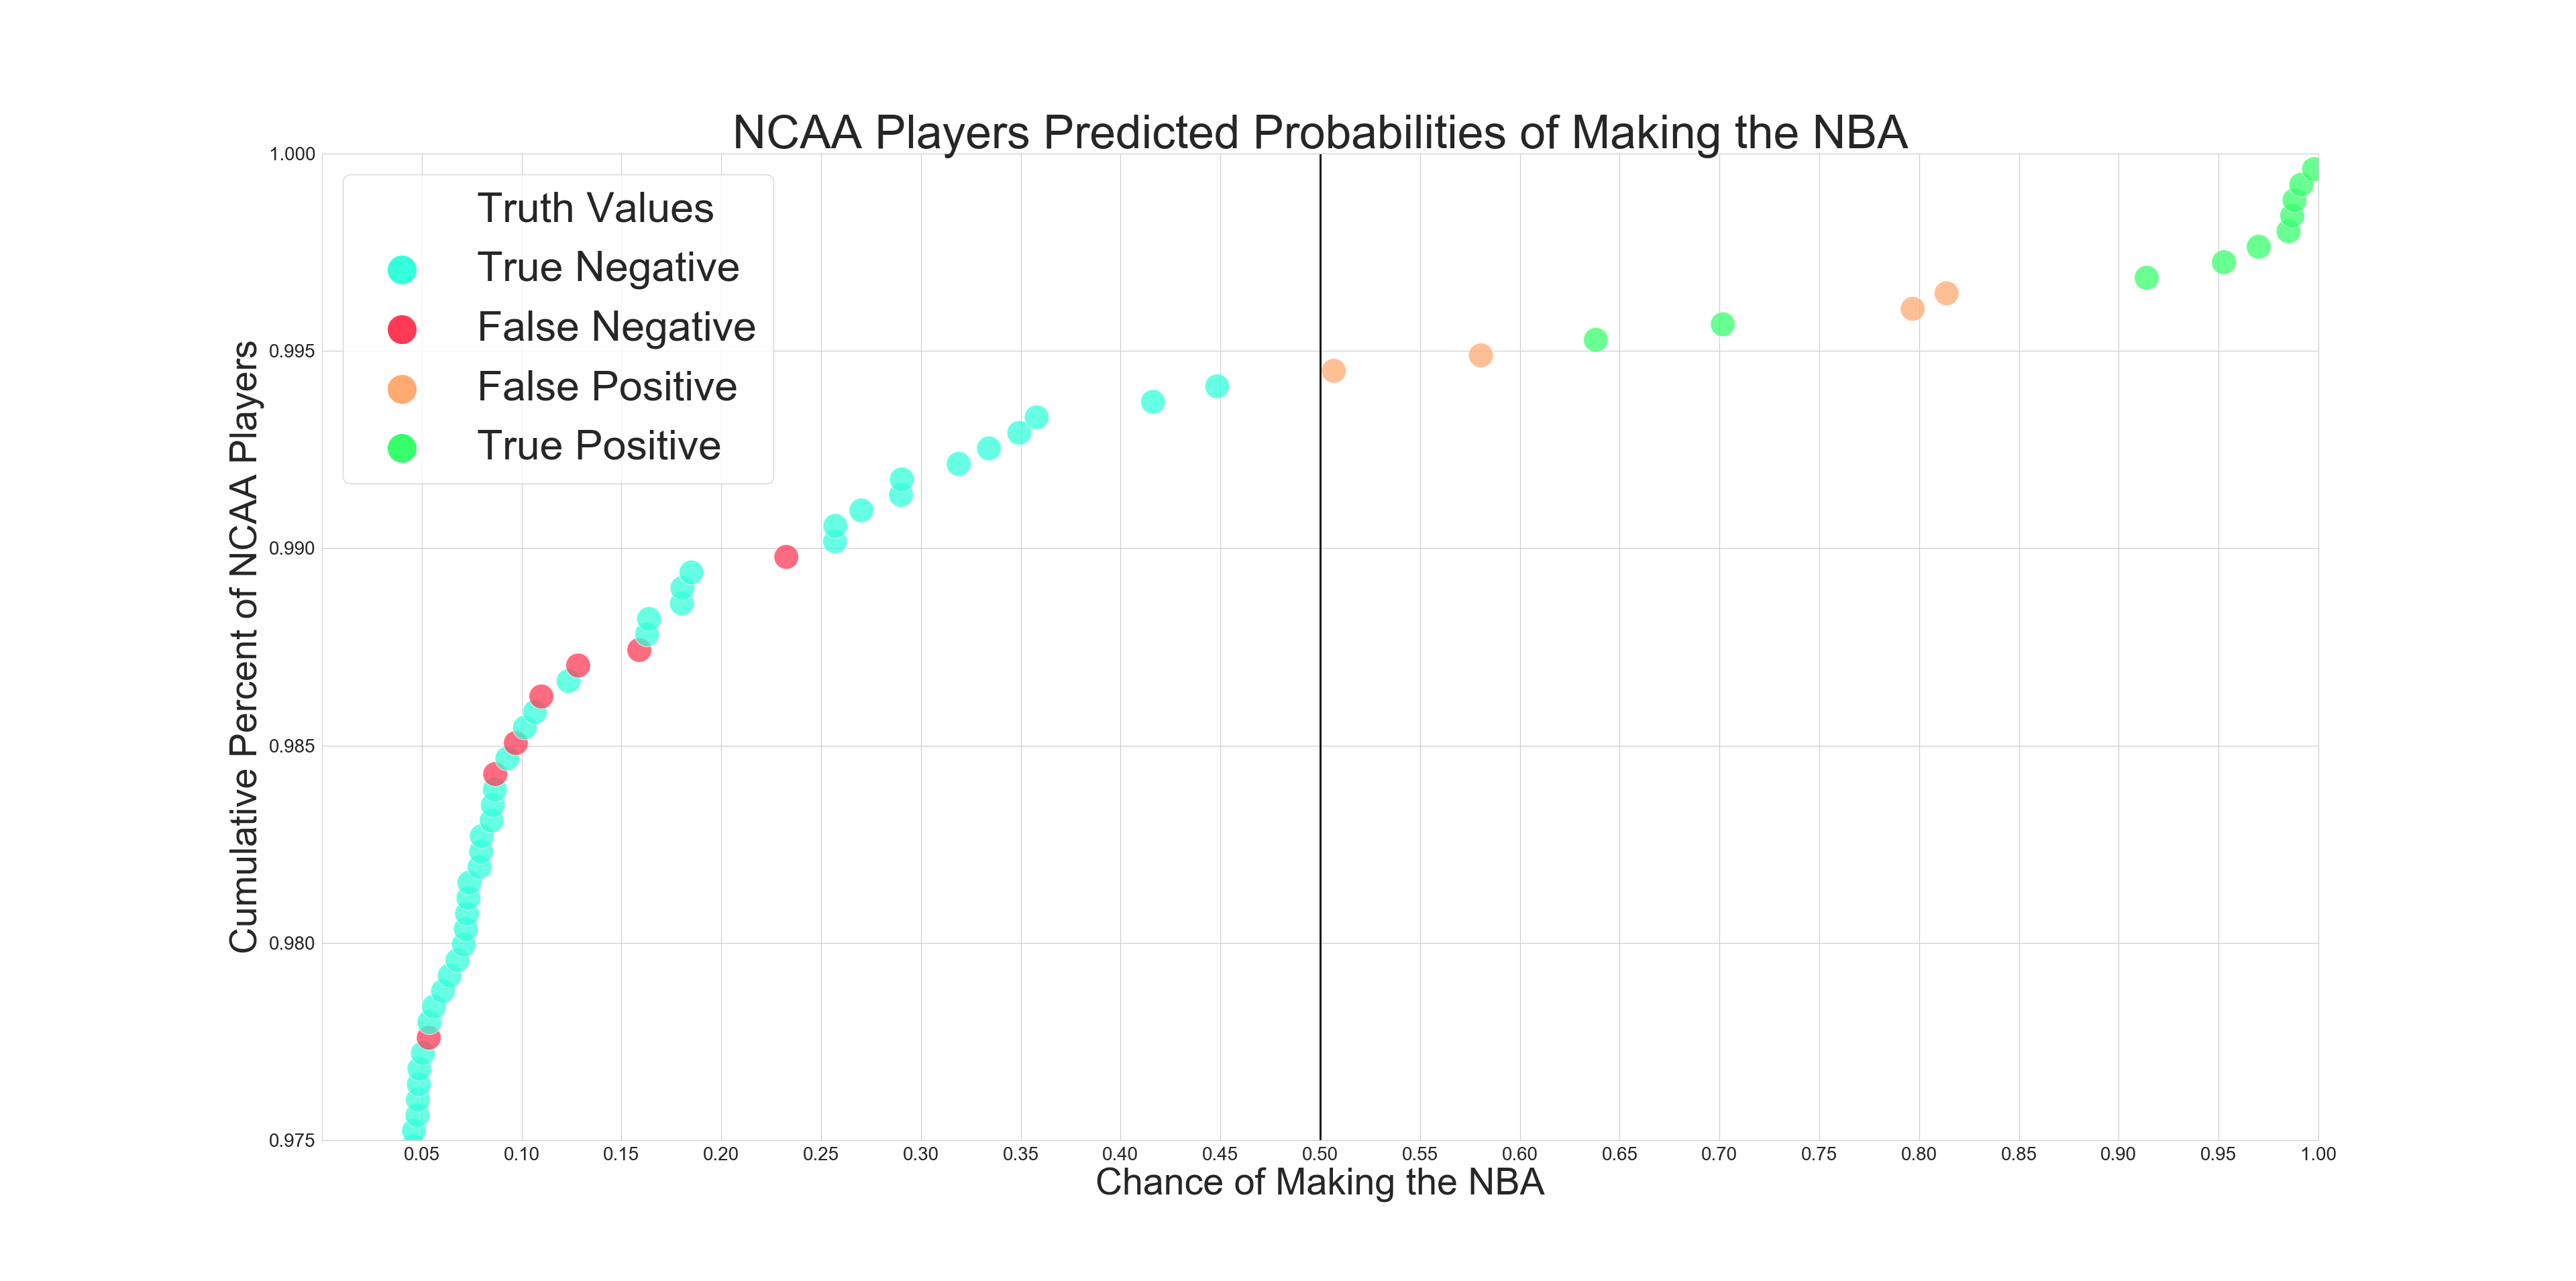 NCAA Players Predicted Probabilities of Making the NBA
1.000
0.995
0.990
0.985
0.980
0.975
Cumulative Percent of NCAA Players
Truth Values
True Negative
False Negative
False Positive
True Positive
0.05 0.10 0.15 0.20 0.25 0.30 0.35 0.40 0.45 0.50 0.55 0.60 0.65 0.70 0.75 0.80 0.85 0.90 0.95 1.00
Chance of Making the NBA